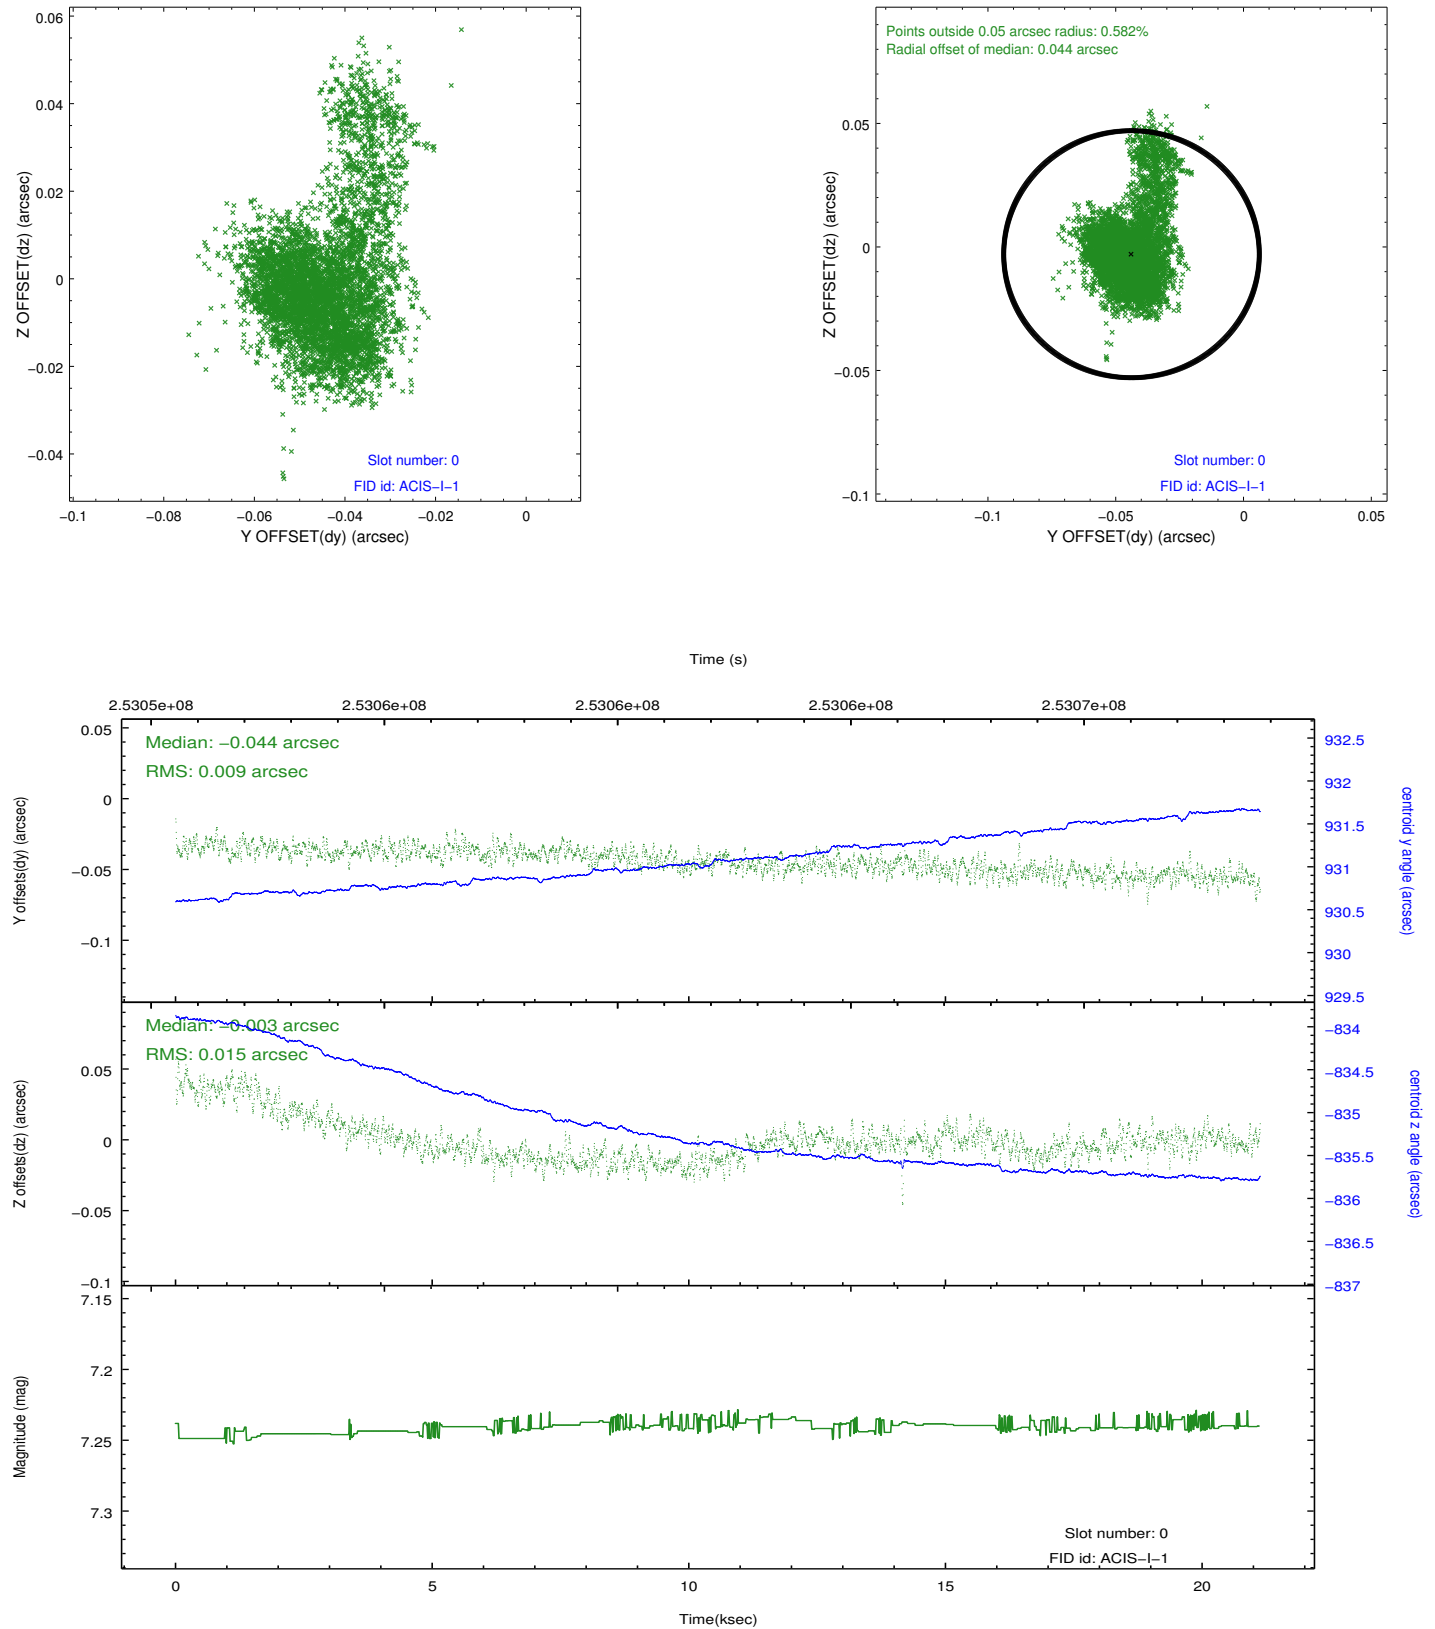 0.06
0.04
0.02
0
−0.02
−0.04
Z OFFSET(dz) (arcsec)
Slot number: 0
FID id: ACIS−I−1
−0.1
−0.08
−0.06
−0.04
−0.02
0
Y OFFSET(dy) (arcsec)
Points outside 0.05 arcsec radius: 0.582%
Radial offset of median: 0.044 arcsec
0.05
0
−0.05
−0.1
Z OFFSET(dz) (arcsec)
Slot number: 0
FID id: ACIS−I−1
−0.1
−0.05
0
0.05
Y OFFSET(dy) (arcsec)
Time (s)
2.5305e+08
2.5306e+08
2.5306e+08
2.5306e+08
2.5307e+08
Median: −0.044 arcsec
RMS: 0.009 arcsec
0.05
0
−0.05
−0.1
Y offsets(dy) (arcsec)
932.5
932
931.5
931
930.5
930
929.5
centroid y angle (arcsec)
Median: −0.003 arcsec
RMS: 0.015 arcsec
0.05
0
−0.05
−0.1
Z offsets(dz) (arcsec)
−834
−834.5
−835
−835.5
−836
−836.5
−837
centroid z angle (arcsec)
7.15
7.2
7.25
7.3
Magnitude (mag)
Slot number: 0
FID id: ACIS−I−1
0
5
10
15
20
Time(ksec)